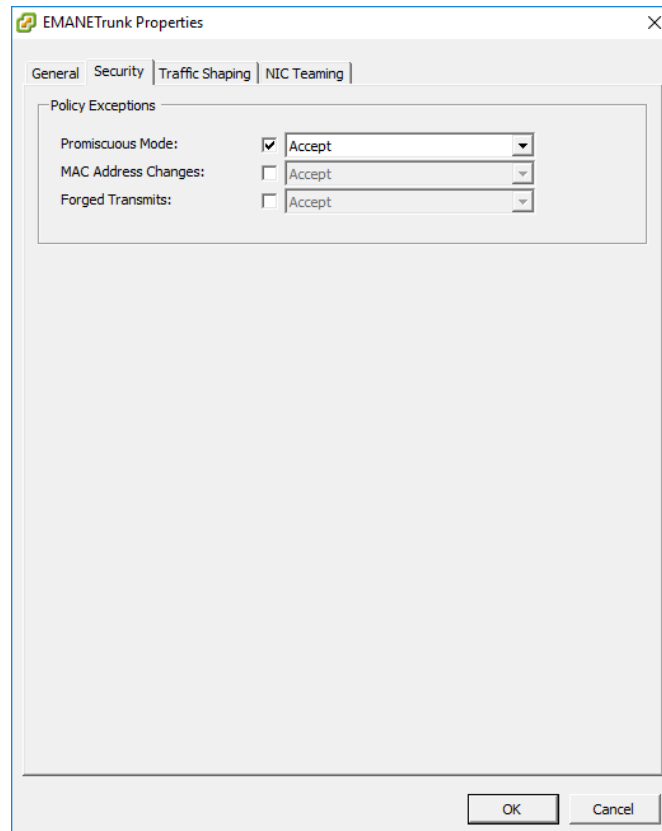 EMANETrunk Properties
General Security Traffic Shaping NIC Teaming
Policy Exceptions
Promiscuous Mode: Accept
MAC Address Changes: Accept
Forged Transmits: Accept
OK Cancel